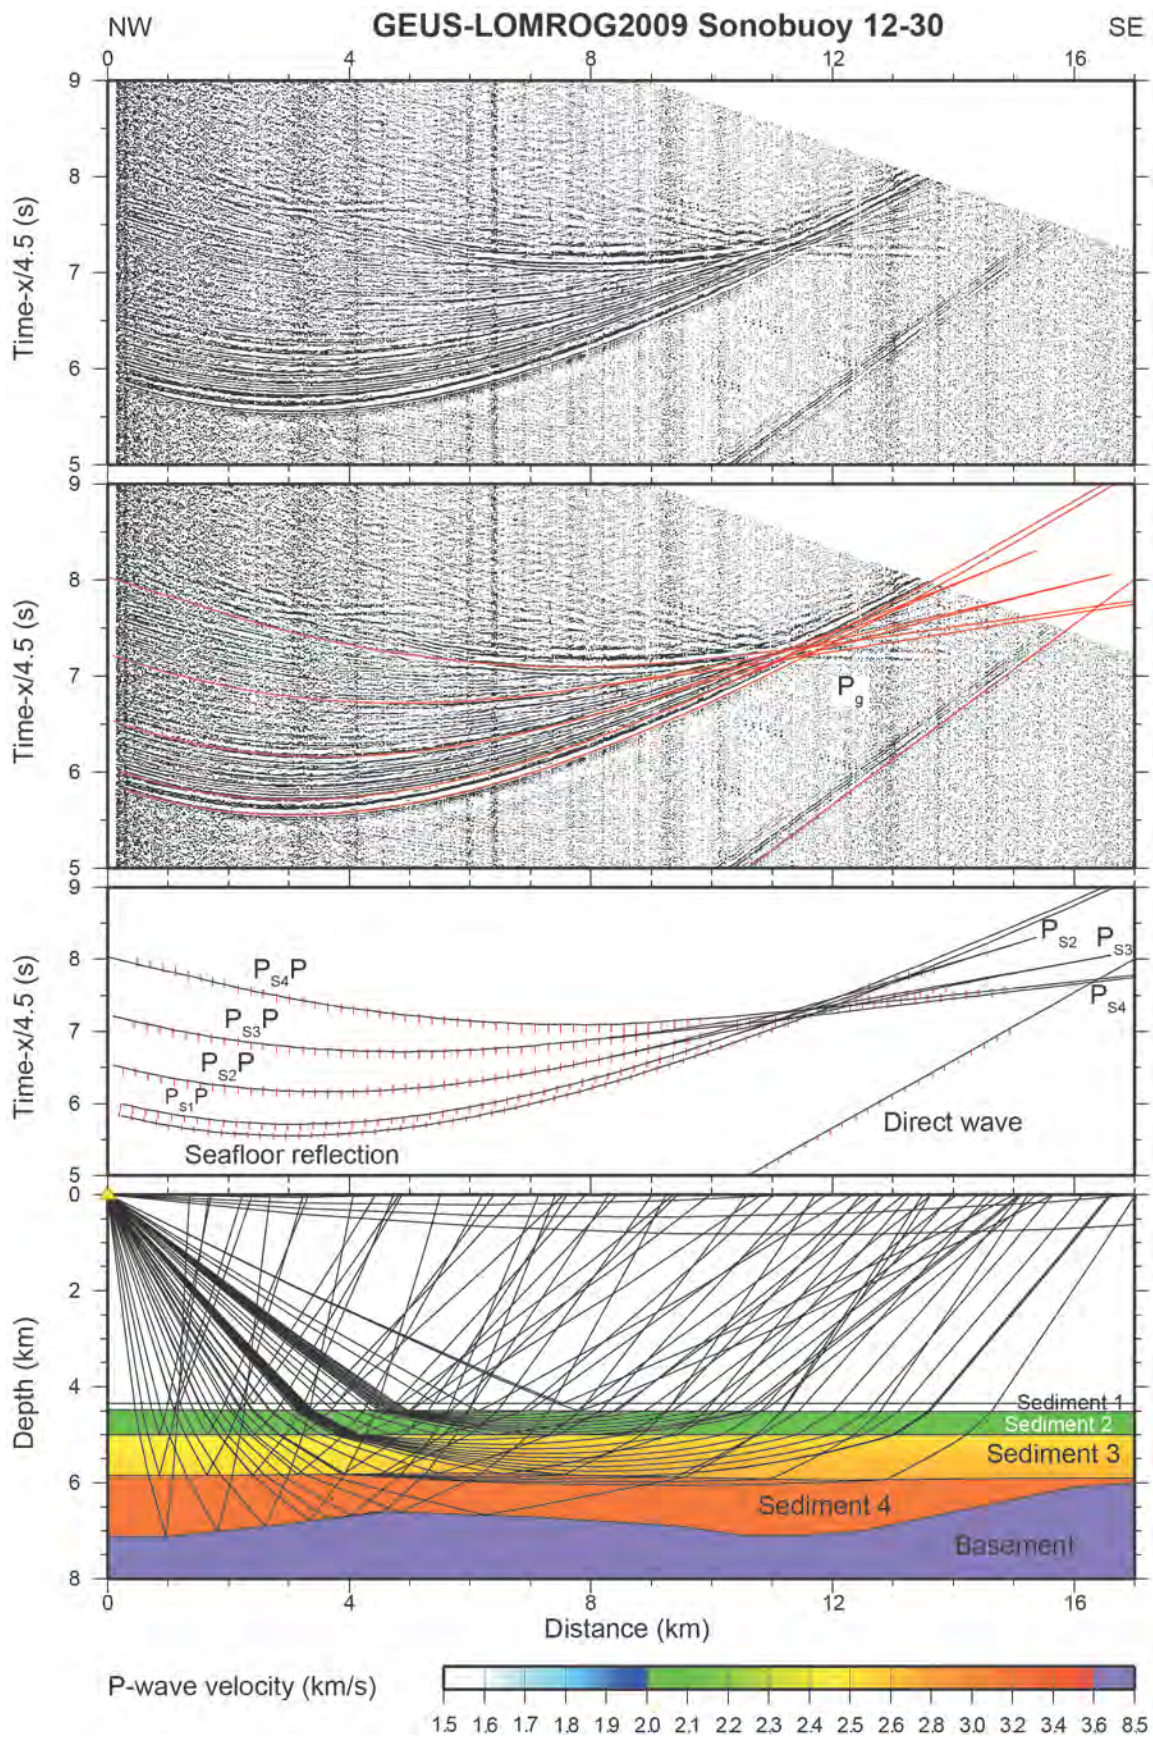 NW GEUS-LOMROG2009 Sonobuoy 12-30 SE
0 4 8 12 16
9
8
7
6
5
Time-x/4.5 (s)
9
8
7
6
5
Time-x/4.5 (s)
Pg
9
8
7
6
5
Time-x/4.5 (s)
PS4P
PS3P
PS2P
PS1P
Seafloor reflection
Direct wave
PS2
PS3
PS4
0
2
4
6
8
Depth (km)
Sediment 1
Sediment 2
Sediment 3
Sediment 4
Basement
0 4 8 12 16
Distance (km)
P-wave velocity (km/s)
1.5 1.6 1.7 1.8 1.9 2.0 2.1 2.2 2.3 2.4 2.5 2.6 2.8 3.0 3.2 3.4 3.6 8.5